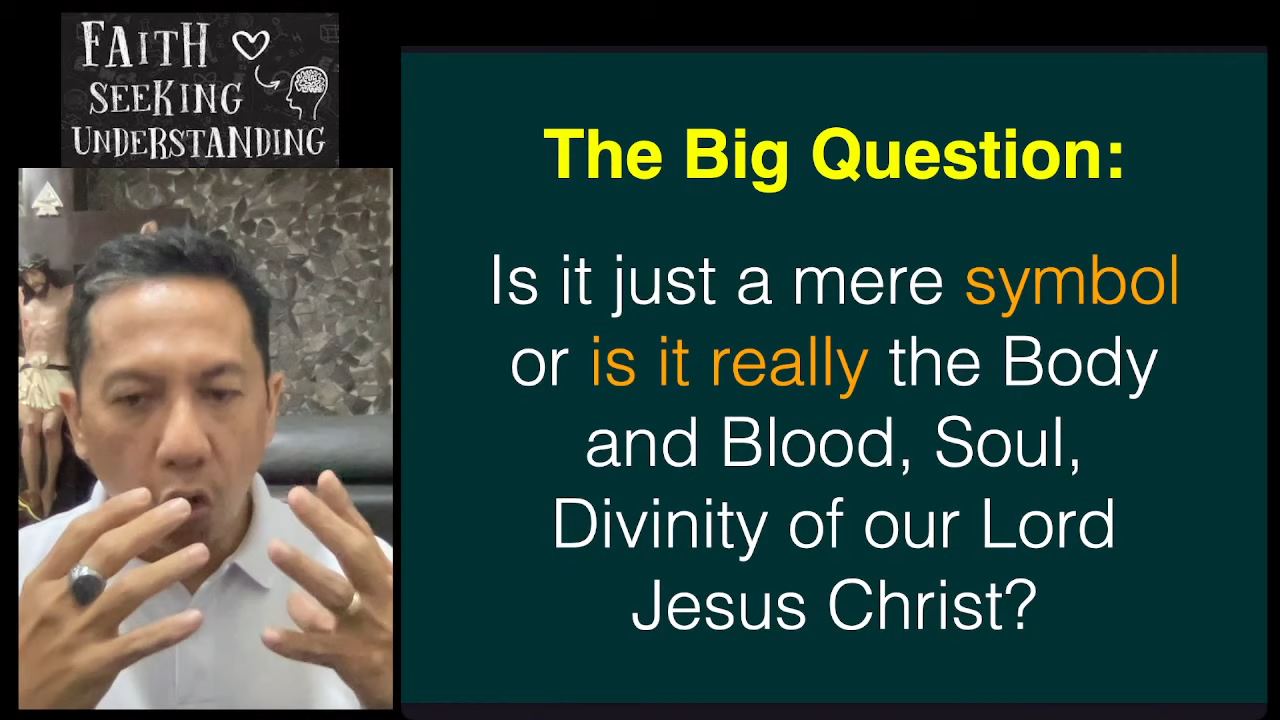 FAITH
SEEKING
UNDERSTANDING
The Big Question:
Is it just a mere symbol
or is it really the Body
and Blood, Soul,
Divinity of our Lord
Jesus Christ?